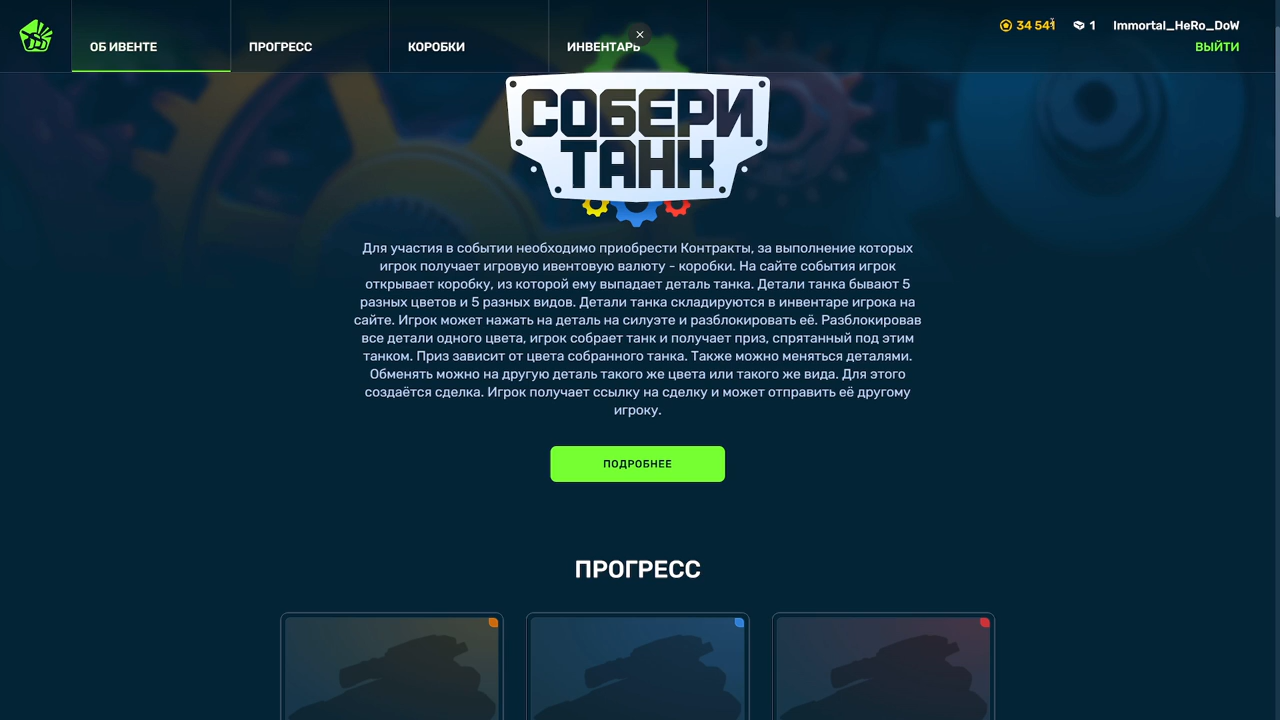 34 541
1
Immortal_HeRo_DoW
ОБ ИВЕНТЕ
ПРОГРЕСС
КОРОБКИ
ИНВЕНТАРЬ
ВЫЙТИ
СОБЕРИ
ТАНК
Для участия в событии необходимо приобрести Контракты, за выполнение которых
игрок получает игровую ивентовую валюту - коробки. На сайте события игрок
открывает коробку, из которой ему выпадает деталь танка. Детали танка бывают 5
разных цветов и 5 разных видов. Детали танка складируются в инвентаре игрока на
сайте. Игрок может нажать на деталь на силуэте и разблокировать её. Разблокировав
все детали одного цвета, игрок собрает танк и получает приз, спрятанный под этим
танком. Приз зависит от цвета собранного танка. Также можно меняться деталями.
Обменять можно на другую деталь такого же цвета или такого же вида. Для этого
создаётся сделка. Игрок получает ссылку на сделку и может отправить её другому
игроку.
ПОДРОБНЕЕ
ПРОГРЕСС